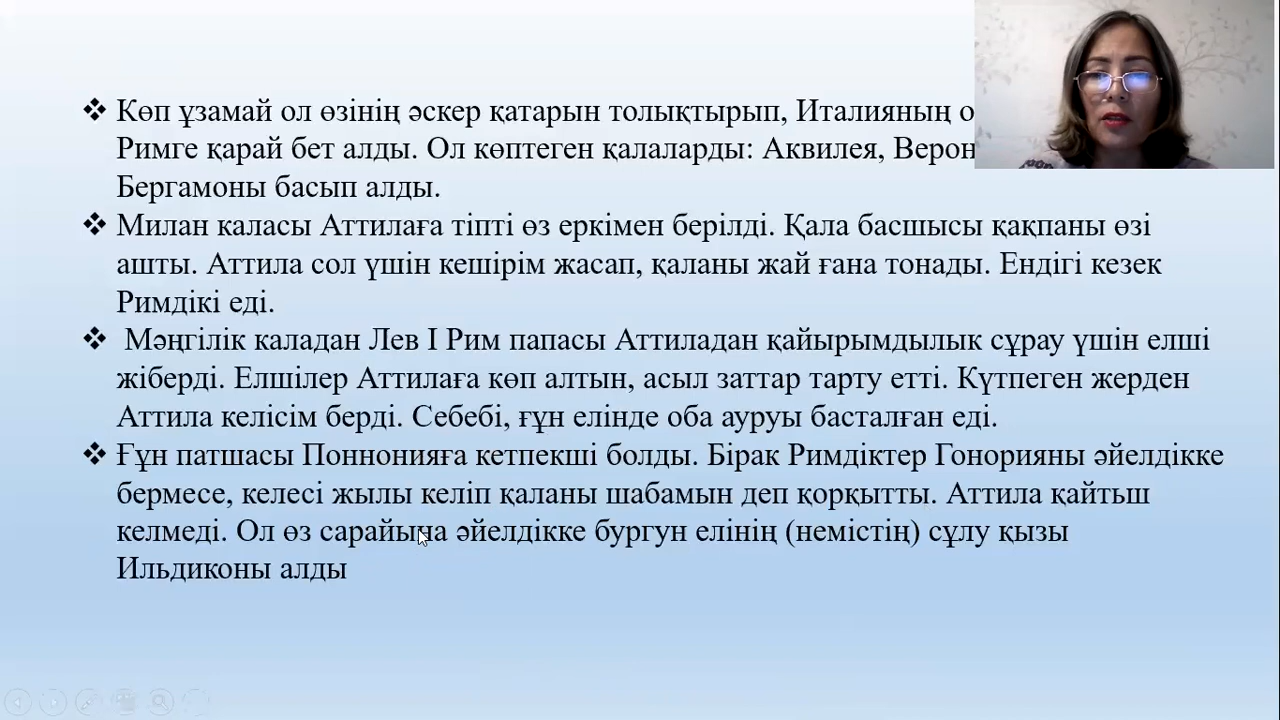 ❖ Көп ұзамай ол өзінің әскер қатарын толықтырып, Италияның
Римге қарай бет алды. Ол көптеген қалаларды: Аквилея,
Бергамоны басып алды.
❖ Милан каласы Аттилаға тіпті өз еркімен берілді. Қала басшысы қақпаны өзі
ашты. Аттила сол үшін кешірім жасап, қаланы жай ғана тонады. Ендігі кезек
Римдікі еді.
❖ Мәңгілік каладан Лев I Рим папасы Аттиладан қайырымдылык сұрау үшін елші
жіберді. Елшілер Аттилаға көп алтын, асыл заттар тарту етті. Күтпеген жерден
Аттила келісім берді. Себебі, ғұн елінде оба ауруы басталған еді.
❖ Ғұн патшасы Поннонияға кетпекші болды. Бірак Римдіктер Гонорияны әйелдікке
бермесе, келесі жылы келіп қаланы шабамын деп қорқытты. Аттила қайтьш
келмеді. Ол өз сарайына әйелдікке бургун елінің (немістің) сұлу қызы
Ильдиконы алды